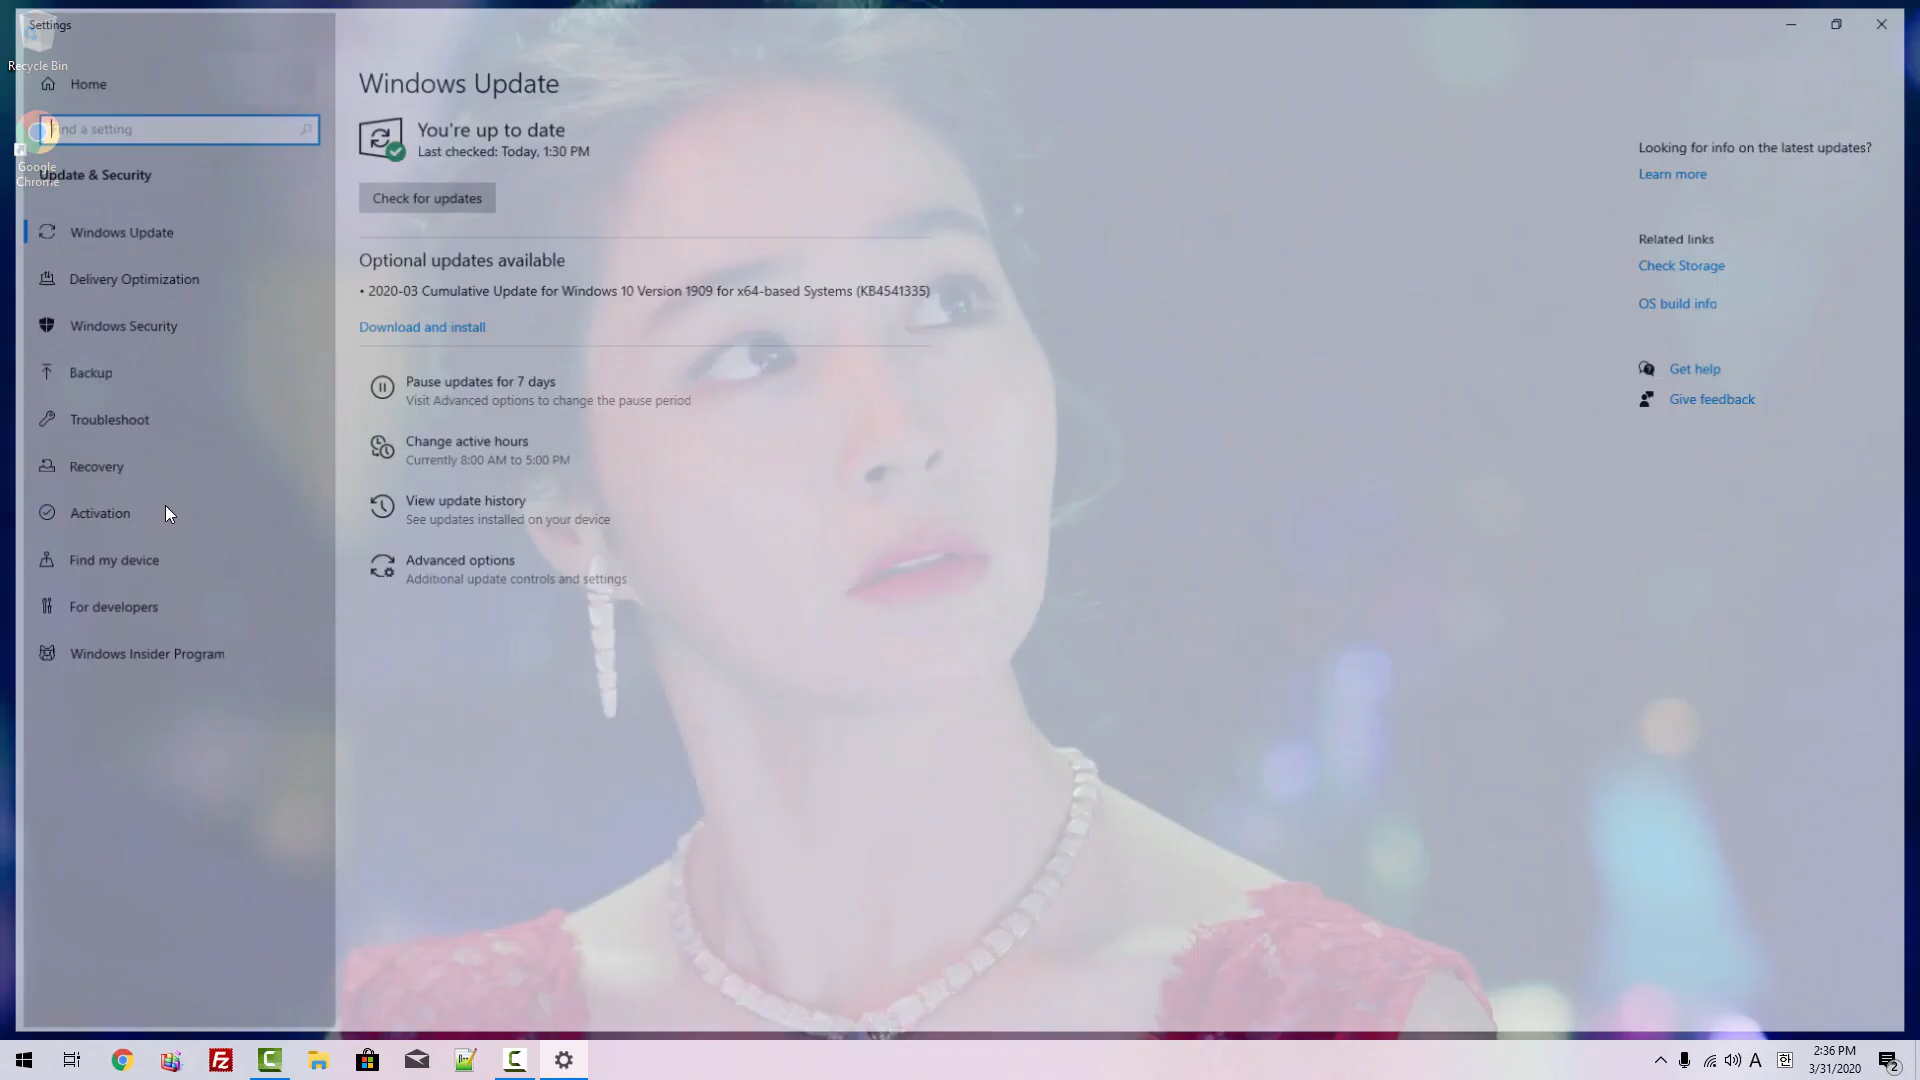 Settings
Recycle Bin
Home
nd a setting
Google
Chrome
Update & Security
Windows Update
Delivery Optimization
Windows Security
Backup
Troubleshoot
Recovery
Activation
Find my device
For developers
Windows Insider Program
Windows Update
You're up to date
Last checked: Today, 1:30 PM
Check for updates
Optional updates available
• 2020-03 Cumulative Update for Windows 10 Version 1909 for x64-based Systems (KB4541335)
Download and install
Pause updates for 7 days
Visit Advanced options to change the pause period
Change active hours
Currently 8:00 AM to 5:00 PM
View update history
See updates installed on your device
Advanced options
Additional update controls and settings
Looking for info on the latest updates?
Learn more
Related links
Check Storage
OS build info
Get help
Give feedback
Fz
A
한
2:36 PM
3/31/2020
2